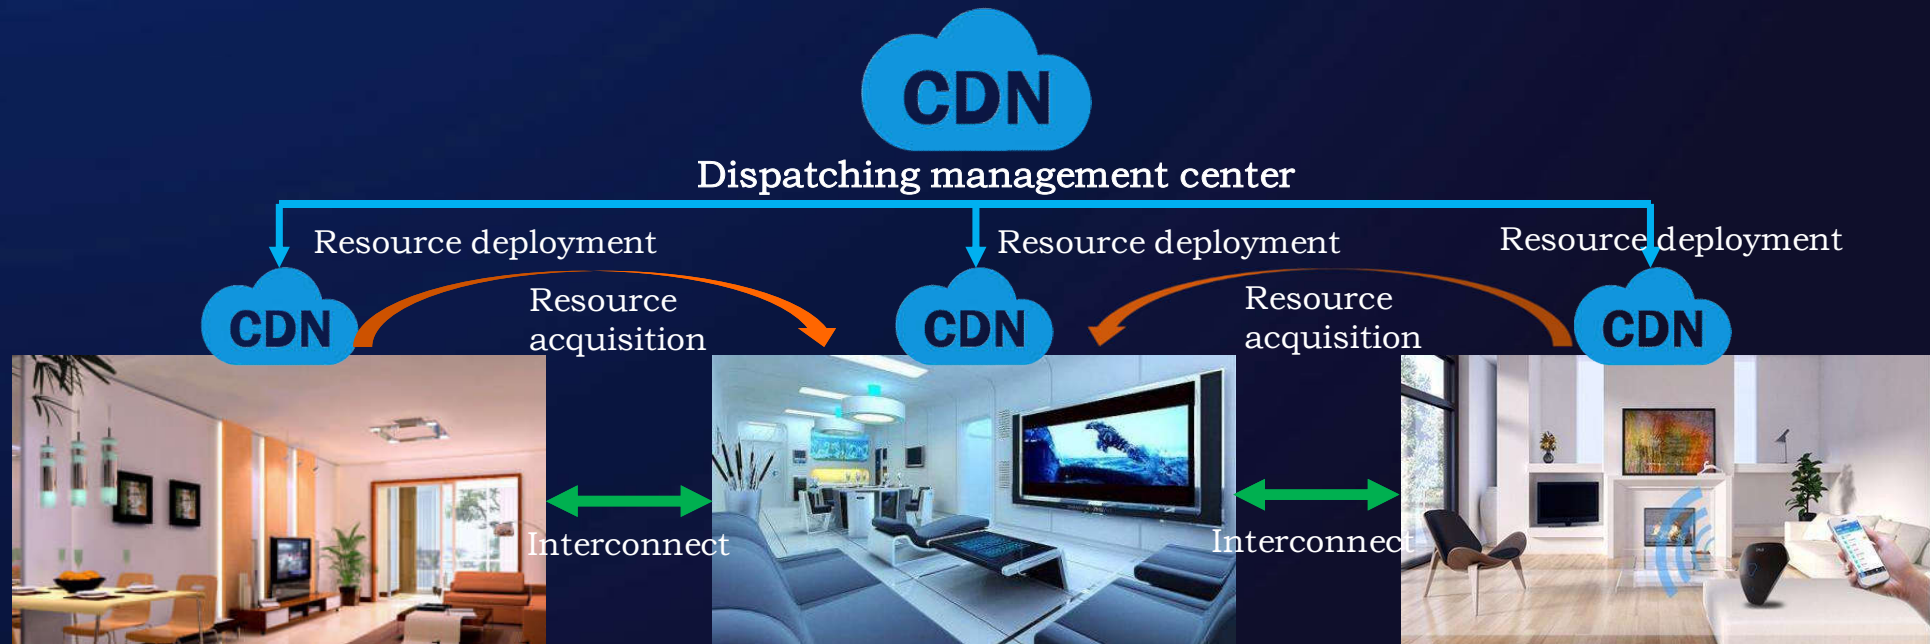 CDN
Dispatching management center
Resource deployment
Resource deployment
Resource deployment
CDN
Resource
acquisition
CDN
Resource
acquisition
CDN
Interconnect
Interconnect